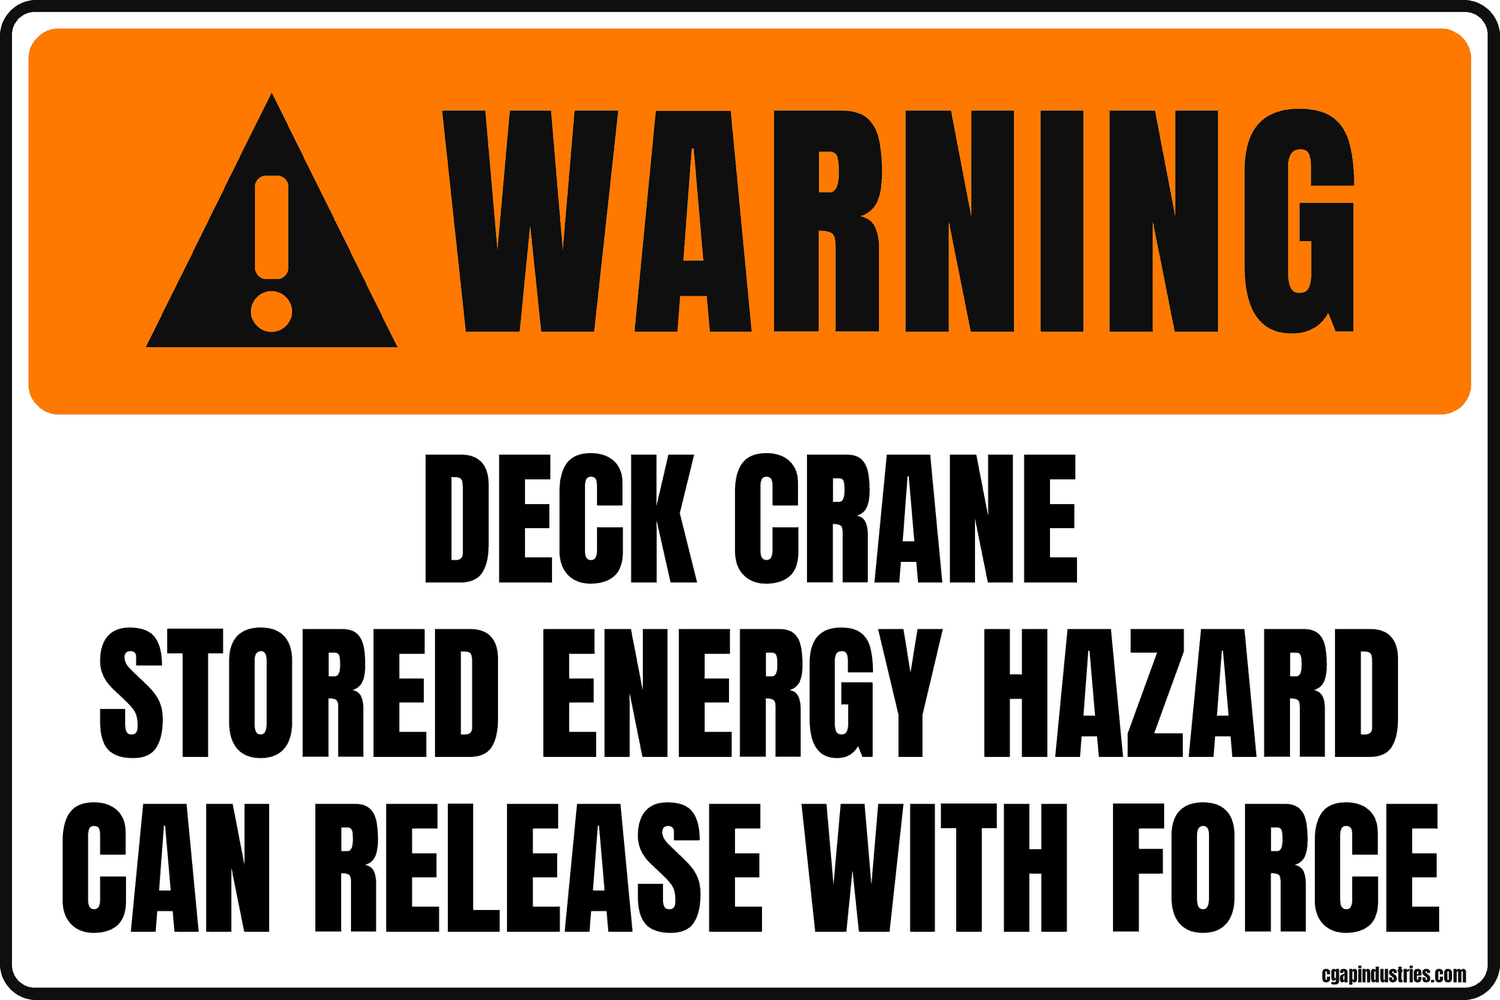 WARNING
DECK CRANE
STORED ENERGY HAZARD
CAN RELEASE WITH FORCE
cgapindustries.com